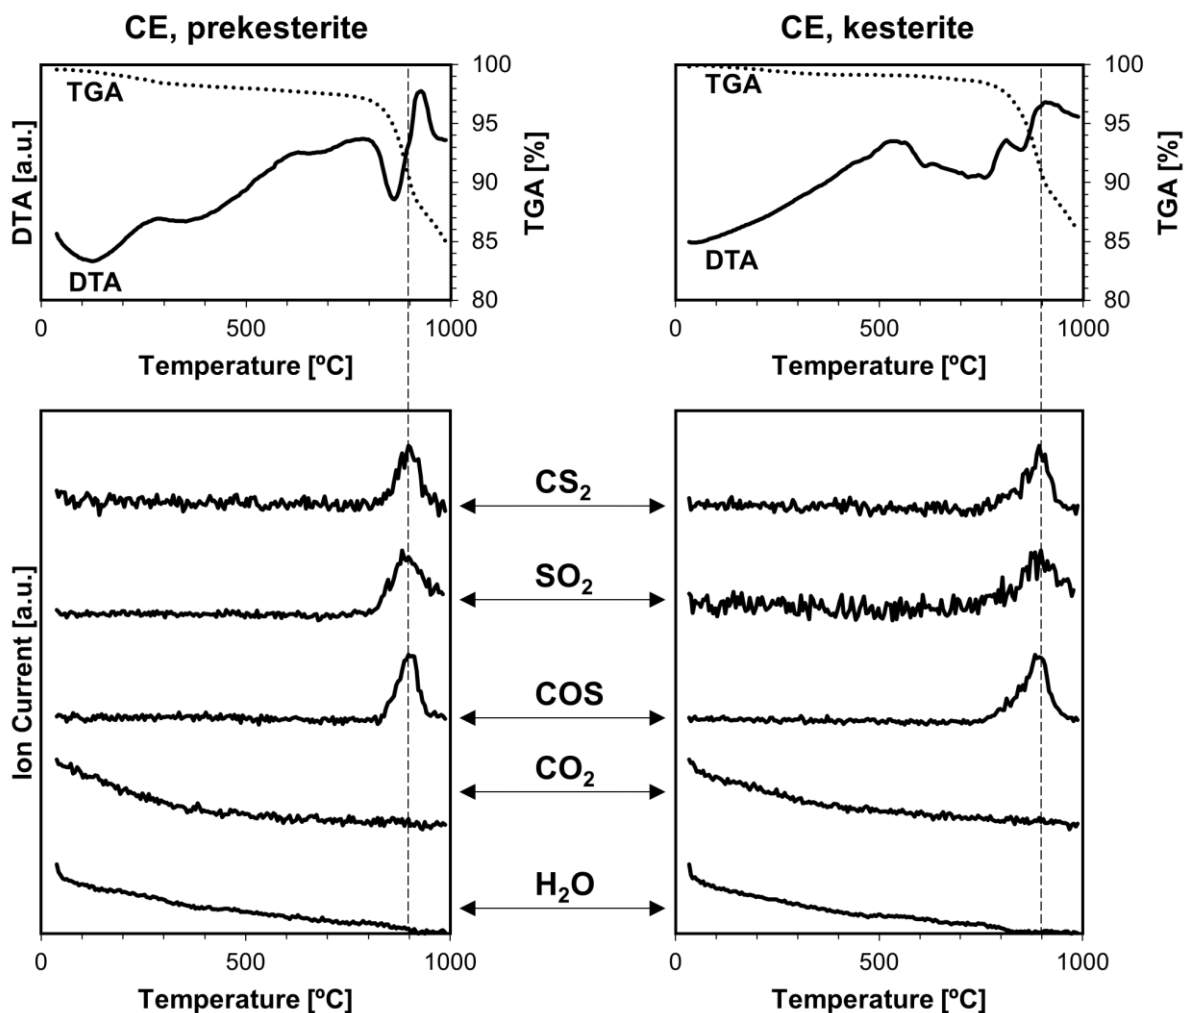 CE, prekesterite
CE, kesterite
DTA [a.u.]
TGA
DTA
100
95
90
85
80
TGA [%]
0
500
1000
Temperature [ºC]
TGA
DTA
100
95
90
85
80
TGA [%]
0
500
1000
Temperature [ºC]
Ion Current [a.u.]
CS₂
SO₂
COS
CO₂
H₂O
0
500
1000
Temperature [ºC]
0
500
1000
Temperature [ºC]